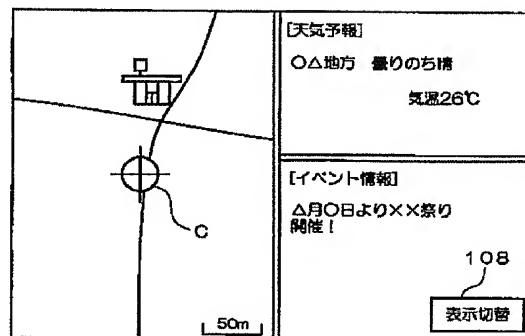 [天気予報]
○△地方 曇りのち晴
気温26℃
[イベント情報]
△月○日より××祭り
開催！
C
108
50m
表示切替